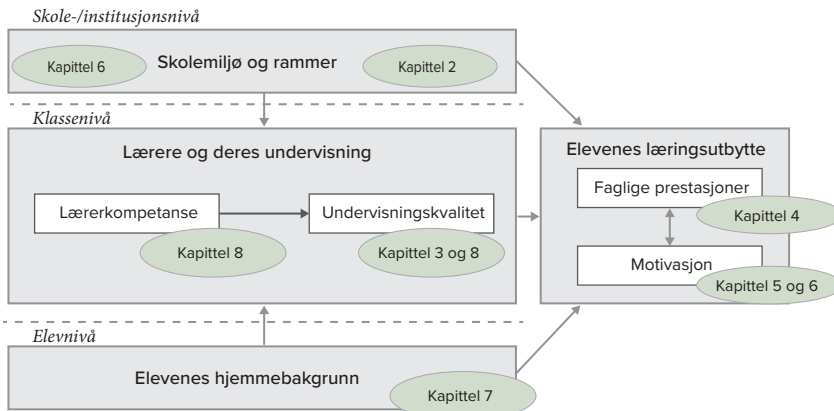 Skole-/institusjonsnivå
Kapittel 6
Skolemiljø og rammer
Kapittel 2
Klassenivå
Lærere og deres undervisning
Lærerkompetanse
Undervisningskvalitet
Kapittel 8
Kapittel 3 og 8
Elevenes læringsutbytte
Faglige prestasjoner
Kapittel 4
Motivasjon
Kapittel 5 og 6
Elevnivå
Elevenes hjemmebakgrunn
Kapittel 7